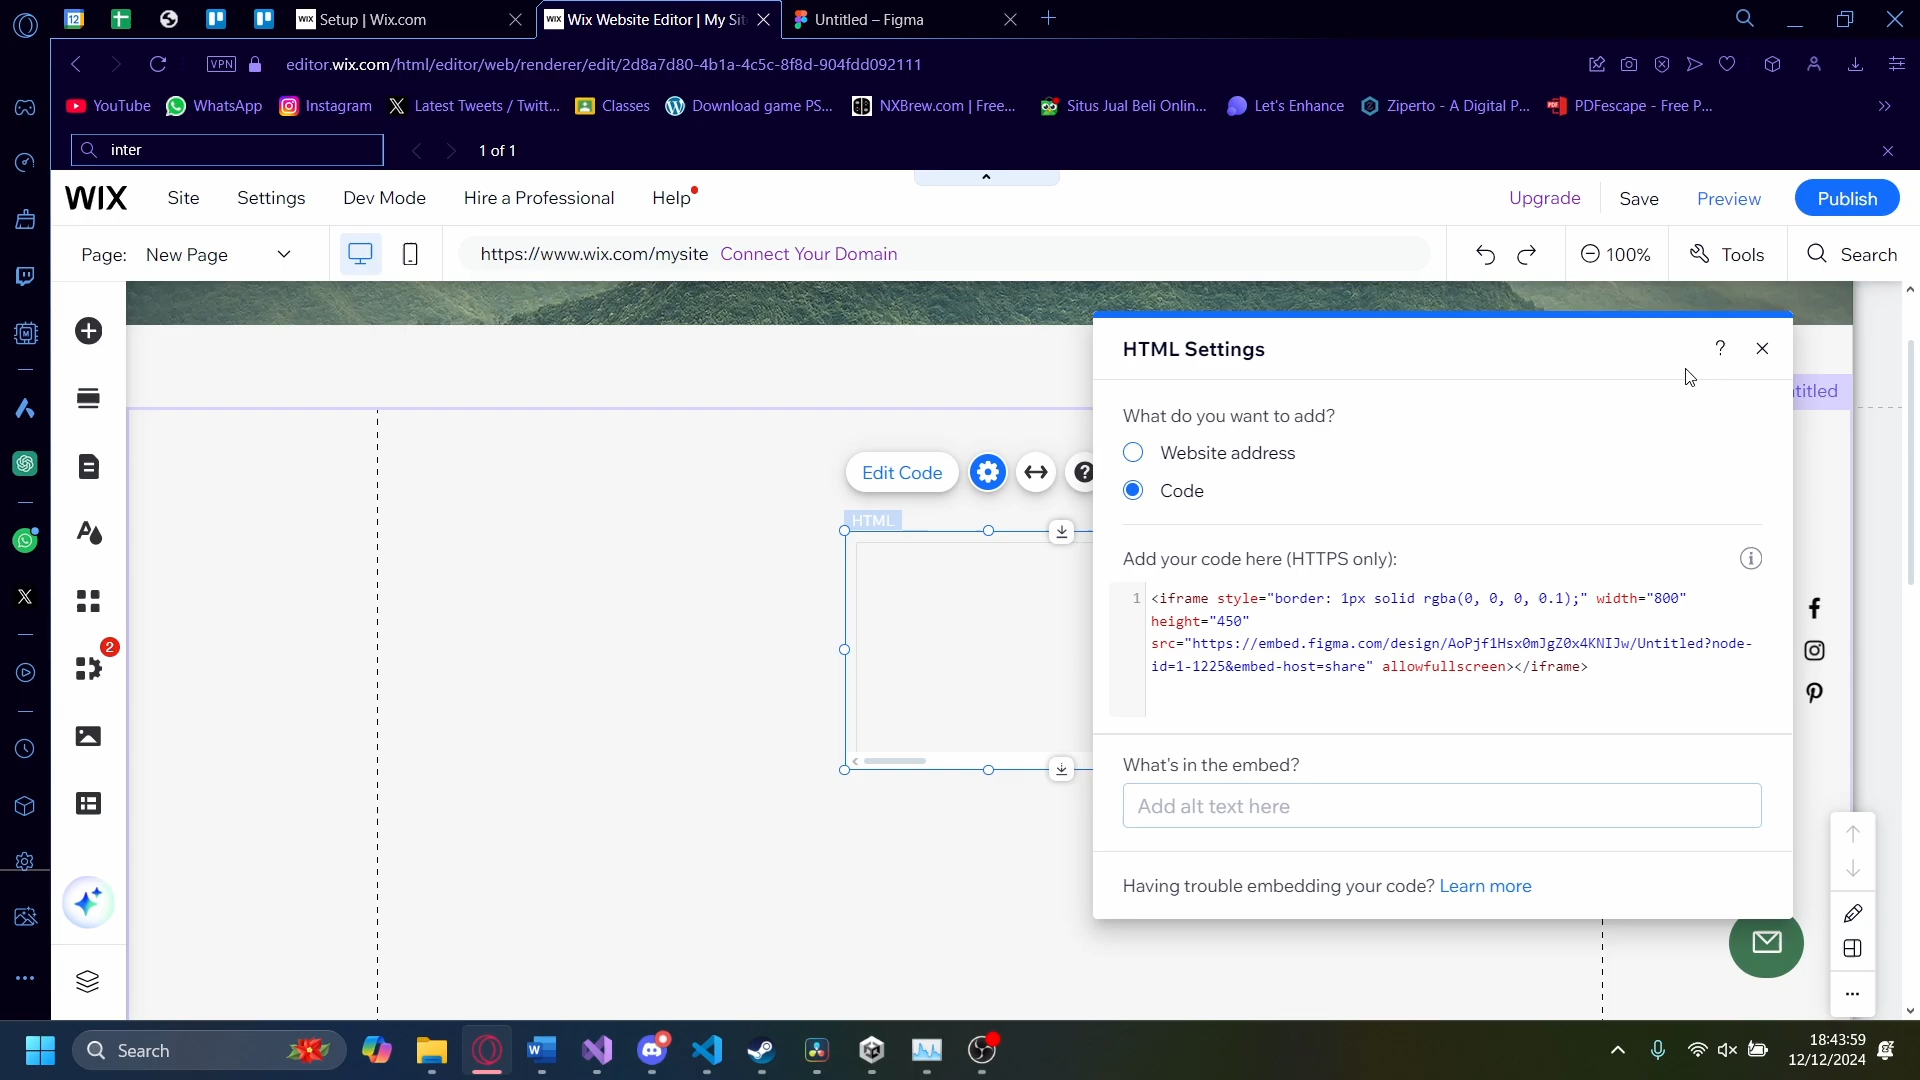 Setup | Wix.com
Wix Website Editor | My Sit
Untitled – Figma
VPN
editor.wix.com/html/editor/web/renderer/edit/2d8a7d80-4b1a-4c5c-8f8d-904fdd092111
YouTube
WhatsApp
Instagram
Latest Tweets / Twitt...
Classes
Download game PS...
NXBrew.com | Free...
Situs Jual Beli Onlin...
Let's Enhance
Ziperto - A Digital P...
PDFescape - Free P...
inter
1 of 1
WIX
Site
Settings
Dev Mode
Hire a Professional
Help
Upgrade
Save
Preview
Publish
Page: New Page
https://www.wix.com/mysite Connect Your Domain
100%
Tools
Search
HTML Settings
?
titled
What do you want to add?
Website address
Code
Edit Code
HTML
Add your code here (HTTPS only):
1 <iframe style="border: 1px solid rgba(0, 0, 0, 0.1);" width="800"
height="450"
src="https://embed.figma.com/design/AoPjf1Hsx0mJgZ0x4KNIJw/Untitled?node-
id=1-1225&embed-host=share" allowfullscreen></iframe>
2
What's in the embed?
Add alt text here
Having trouble embedding your code? Learn more
Search
18:43:59
12/12/2024